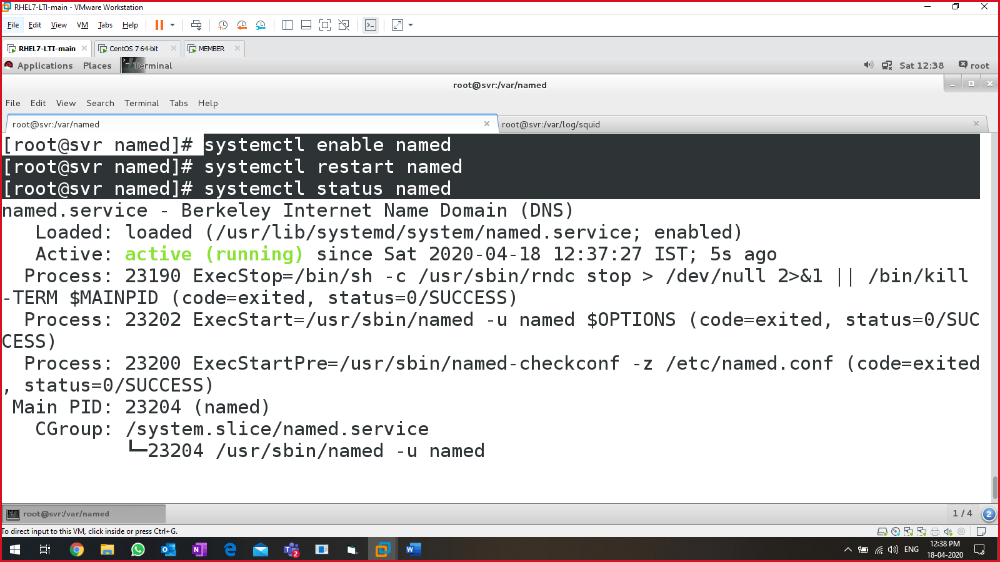 RHEL7-LTI-main - VMware Workstation
File Edit View VM Tabs Help
RHEL7-LTI-main CentOS 7 64-bit MEMBER
Applications Places Terminal Sat 12:38 root
root@svr:/var/named
File Edit View Search Terminal Tabs Help
root@svr:/var/named root@svr:/var/log/squid
[root@svr named]# systemctl enable named
[root@svr named]# systemctl restart named
[root@svr named]# systemctl status named
named.service - Berkeley Internet Name Domain (DNS)
   Loaded: loaded (/usr/lib/systemd/system/named.service; enabled)
   Active: active (running) since Sat 2020-04-18 12:37:27 IST; 5s ago
  Process: 23190 ExecStop=/bin/sh -c /usr/sbin/rndc stop > /dev/null 2>&1 || /bin/kill
-TERM $MAINPID (code=exited, status=0/SUCCESS)
  Process: 23202 ExecStart=/usr/sbin/named -u named $OPTIONS (code=exited, status=0/SUC
CESS)
  Process: 23200 ExecStartPre=/usr/sbin/named-checkconf -z /etc/named.conf (code=exited
, status=0/SUCCESS)
 Main PID: 23204 (named)
   CGroup: /system.slice/named.service
           └─23204 /usr/sbin/named -u named
root@svr:/var/named 1 / 4 2
To direct input to this VM, click inside or press Ctrl+G.
2 ENG 12:38 PM
18-04-2020